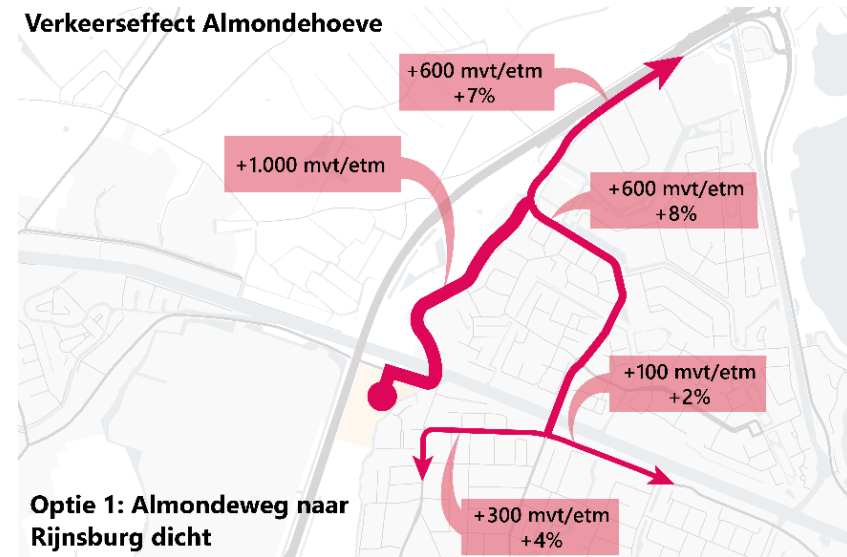 Verkeerseffect Almondehoeve
+600 mvt/etm
+7%
+1.000 mvt/etm
+600 mvt/etm
+8%
+100 mvt/etm
+2%
+300 mvt/etm
+4%
Optie 1: Almondeweg naar
Rijnsburg dicht